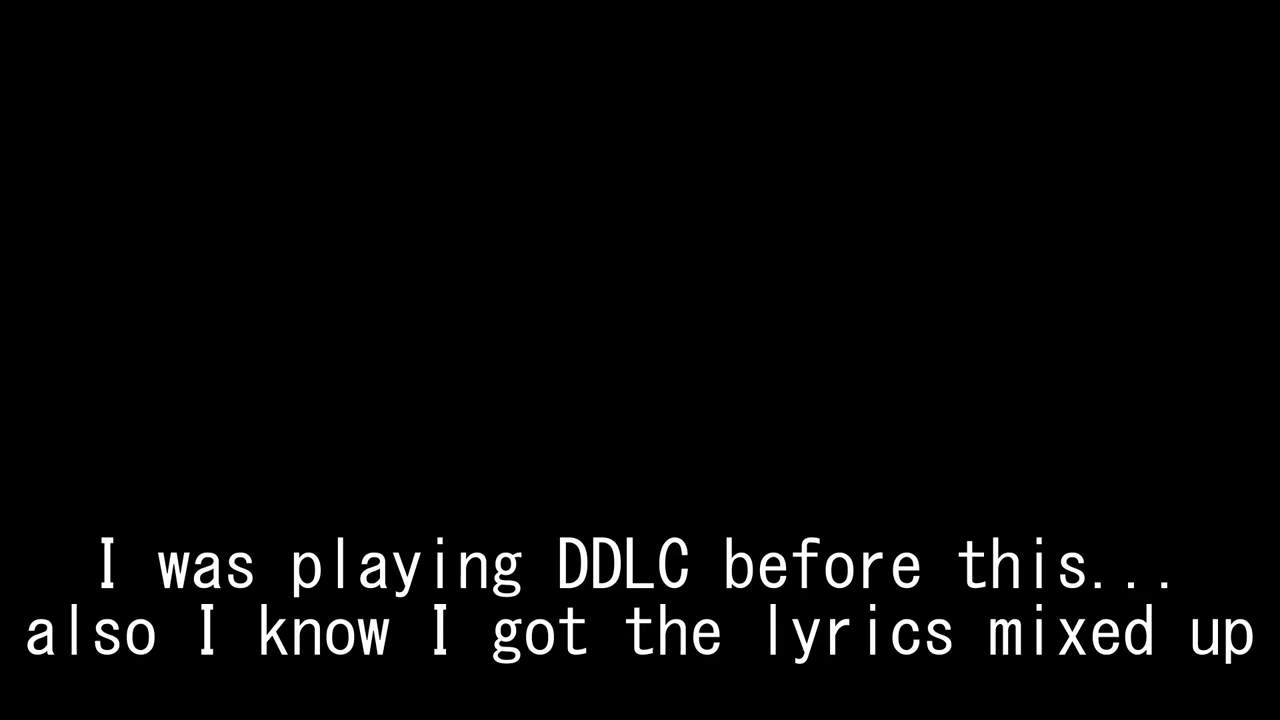 I was playing DDLC before this...
also I know I got the lyrics mixed up